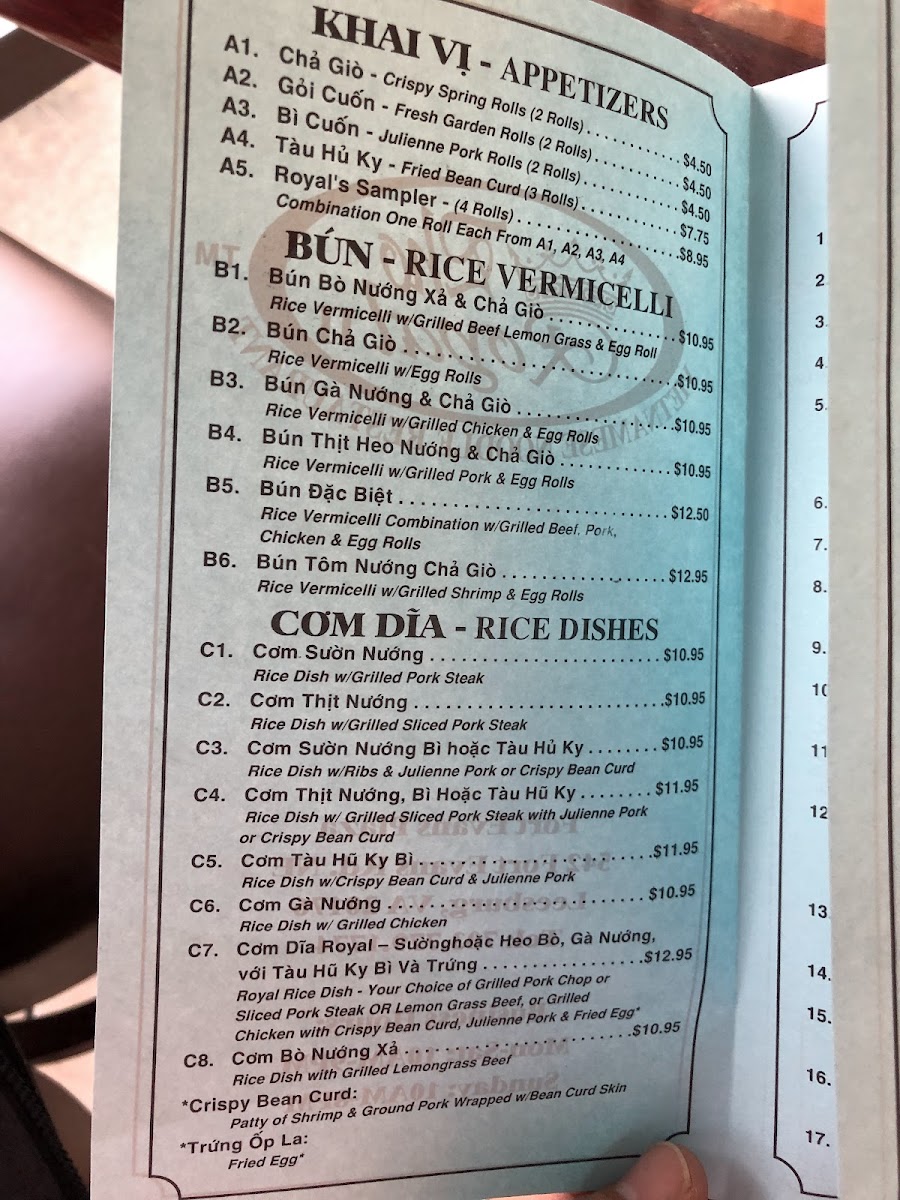 KHAI VỊ - APPETIZERS
A1. Chả Giò - Crispy Spring Rolls (2 Rolls) . . . . . . . . . . . $4.50
A2. Gỏi Cuốn - Fresh Garden Rolls (2 Rolls) . . . . . . . . . . $4.50
A3. Bì Cuốn - Julienne Pork Rolls (2 Rolls) . . . . . . . . . . . $4.50
A4. Tàu Hủ Ky - Fried Bean Curd (3 Rolls) . . . . . . . . . . . $7.75
A5. Royal's Sampler - (4 Rolls) . . . . . . . . . . . . . . . . . . . $8.95
Combination One Roll Each From A1, A2, A3, A4
BÚN - RICE VERMICELLI
B1. Bún Bò Nướng Xả & Chả Giò . . . . . . . . . . . . . . . . $10.95
Rice Vermicelli w/Grilled Beef Lemon Grass & Egg Roll
B2. Bún Chả Giò . . . . . . . . . . . . . . . . . . . . . . . . . . . . $10.95
Rice Vermicelli w/Egg Rolls
B3. Bún Gà Nướng & Chả Giò . . . . . . . . . . . . . . . . . . $10.95
Rice Vermicelli w/Grilled Chicken & Egg Rolls
B4. Bún Thịt Heo Nướng & Chả Giò . . . . . . . . . . . . . $10.95
Rice Vermicelli w/Grilled Pork & Egg Rolls
B5. Bún Đặc Biệt . . . . . . . . . . . . . . . . . . . . . . . . . . . . $12.50
Rice Vermicelli Combination w/Grilled Beef, Pork,
Chicken & Egg Rolls
B6. Bún Tôm Nướng Chả Giò . . . . . . . . . . . . . . . . . . $12.95
Rice Vermicelli w/Grilled Shrimp & Egg Rolls
CƠM DĨA - RICE DISHES
C1. Cơm Sườn Nướng . . . . . . . . . . . . . . . . . . . . . . . . $10.95
Rice Dish w/Grilled Pork Steak
C2. Cơm Thịt Nướng . . . . . . . . . . . . . . . . . . . . . . . . . $10.95
Rice Dish w/Grilled Sliced Pork Steak
C3. Cơm Sườn Nướng Bì hoặc Tàu Hủ Ky . . . . . . . . $10.95
Rice Dish w/Ribs & Julienne Pork or Crispy Bean Curd
C4. Cơm Thịt Nướng, Bì Hoặc Tàu Hũ Ky . . . . . . . . $11.95
Rice Dish w/ Grilled Sliced Pork Steak with Julienne Pork
or Crispy Bean Curd
C5. Cơm Tàu Hũ Ky Bì . . . . . . . . . . . . . . . . . . . . . . . . $11.95
Rice Dish w/Crispy Bean Curd & Julienne Pork
C6. Cơm Gà Nướng . . . . . . . . . . . . . . . . . . . . . . . . . . $10.95
Rice Dish w/ Grilled Chicken
C7. Cơm Dĩa Royal – Sườnghoặc Heo Bò, Gà Nướng,
với Tàu Hũ Ky Bì Và Trứng . . . . . . . . . . . . . . . . . $12.95
Royal Rice Dish - Your Choice of Grilled Pork Chop or
Sliced Pork Steak OR Lemon Grass Beef, or Grilled
Chicken with Crispy Bean Curd, Julienne Pork & Fried Egg*
C8. Cơm Bò Nướng Xả . . . . . . . . . . . . . . . . . . . . . . . $10.95
Rice Dish with Grilled Lemongrass Beef
*Crispy Bean Curd:
Patty of Shrimp & Ground Pork Wrapped w/Bean Curd Skin
*Trứng Ốp La:
Fried Egg*
1
2
3.
4
5.
6.
7.
8.
9.
10
11
12
13
14.
15.
16.
17.